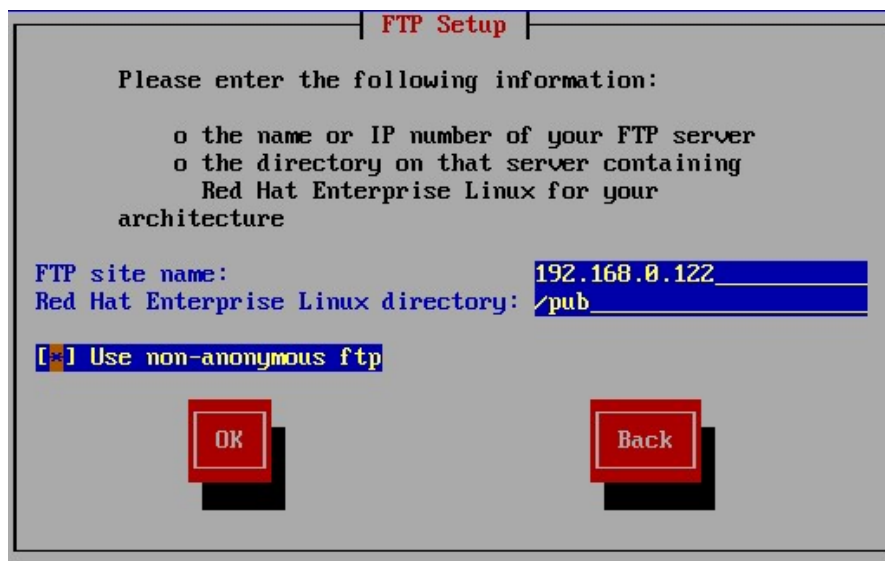 FTP Setup
Please enter the following information:
o the name or IP number of your FTP server
o the directory on that server containing
Red Hat Enterprise Linux for your
architecture
FTP site name: 192.168.0.122
Red Hat Enterprise Linux directory: /pub
[*] Use non-anonymous ftp
OK Back